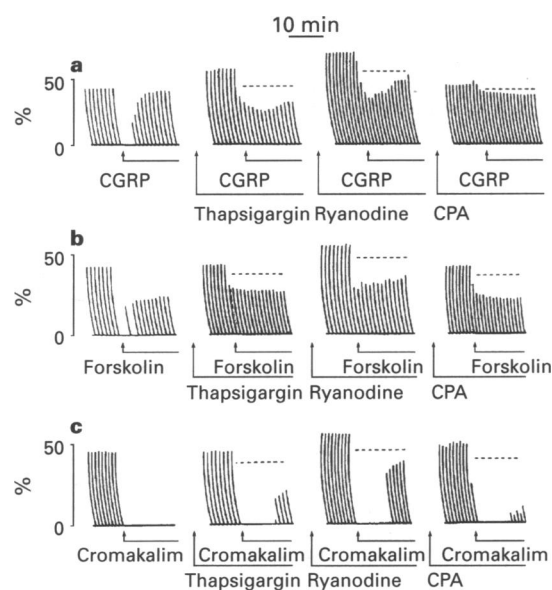 10 min
a
50
%
0
CGRP CGRP CGRP CGRP
Thapsigargin Ryanodine CPA
b
50
%
0
Forskolin Forskolin Forskolin Forskolin
Thapsigargin Ryanodine CPA
c
50
%
0
Cromakalim Cromakalim Cromakalim Cromakalim
Thapsigargin Ryanodine CPA